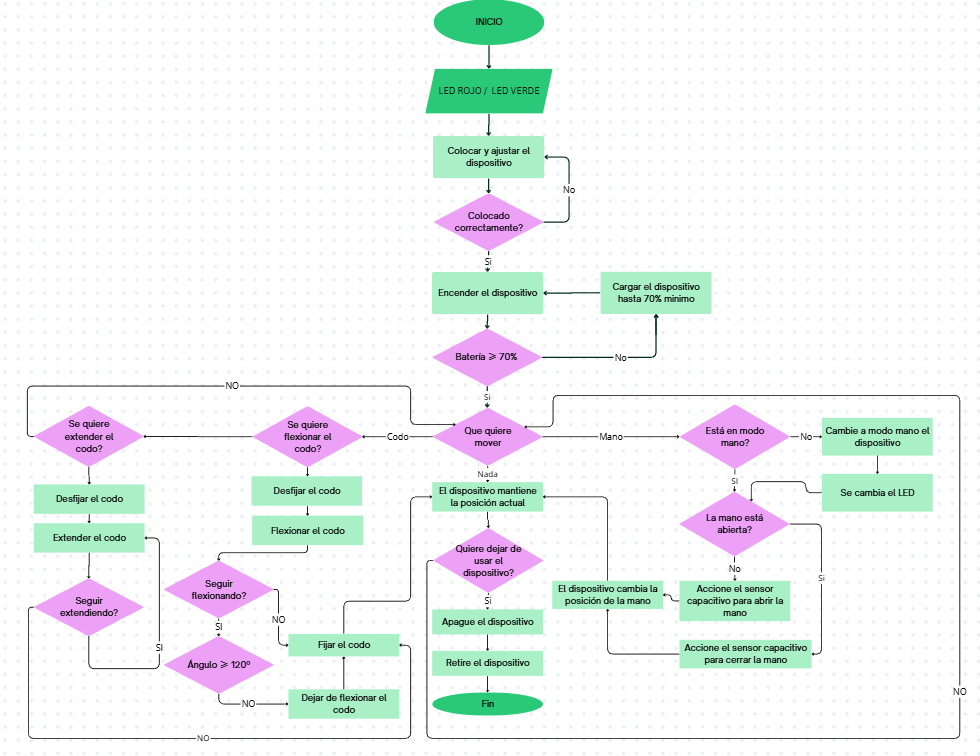 INICIO
LED ROJO / LED VERDE
Colocar y ajustar el
dispositivo
No
Colocado
correctamente?
Si
Encender el dispositivo
Cargar el dispositivo
hasta 70% minimo
Batería ⩾ 70%
No
Si
NO
Se quiere
extender el
codo?
Se quiere
flexionar el
codo?
Codo
Que quiere
mover
Mano
Está en modo
mano?
No
Cambie a modo mano el
dispositivo
Nada
SI
Desfijar el codo
Desfijar el codo
El dispositivo mantiene
la posición actual
Se cambia el LED
Extender el codo
Flexionar el codo
La mano está
abierta?
Quiere dejar de
usar el
dispositivo?
No
Si
Seguir
extendiendo?
Seguir
flexionando?
El dispositivo cambia la
posición de la mano
Accione el sensor
capacitivo para abrir la
mano
Si
SI
NO
Apague el dispositivo
SI
Fijar el codo
Accione el sensor capacitivo
para cerrar la mano
Ángulo ⩾ 120º
Retire el dispositivo
NO
NO
Dejar de flexionar el
codo
Fin
NO